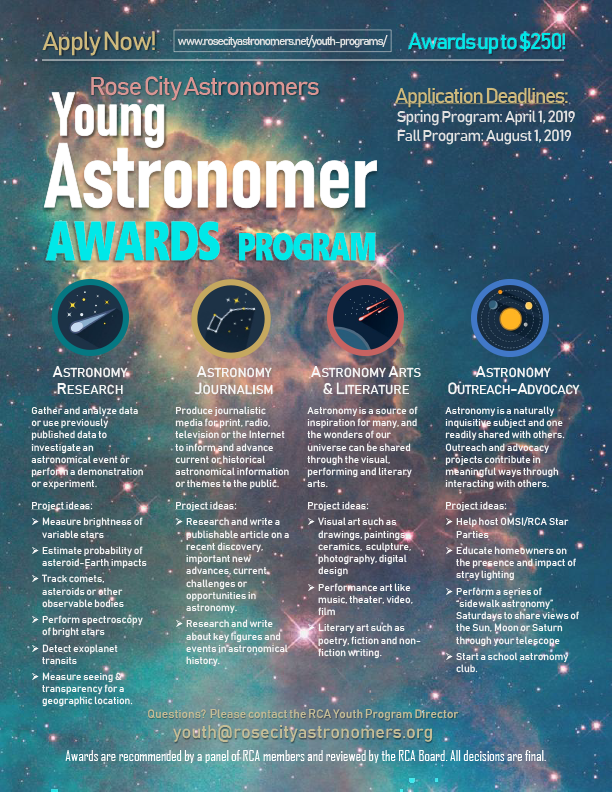 Apply Now!
www.rosecityastronomers.net/youth-programs/
Awards up to $250!
Rose City Astronomers
Young
Astronomer
AWARDS PROGRAM
Application Deadlines:
Spring Program: April 1, 2019
Fall Program: August 1, 2019
ASTRONOMY
RESEARCH
Gather and analyze data
or use previously
published data to
investigate an
astronomical event or
perform a demonstration
or experiment.
Project ideas:
➢ Measure brightness of
variable stars
➢ Estimate probability of
asteroid-Earth impacts
➢ Track comets,
asteroids or other
observable bodies
➢ Perform spectroscopy
of bright stars
➢ Detect exoplanet
transits
➢ Measure seeing &
transparency for a
geographic location.
ASTRONOMY
JOURNALISM
Produce journalistic
media for print, radio,
television or the Internet
to inform and advance
current or historical
astronomical information
or themes to the public.
Project ideas:
➢ Research and write a
publishable article on a
recent discovery,
important new
advances, current
challenges or
opportunities in
astronomy.
➢ Research and write
about key figures and
events in astronomical
history.
ASTRONOMY ARTS
& LITERATURE
Astronomy is a source of
inspiration for many, and
the wonders of our
universe can be shared
through the visual,
performing and literary
arts.
Project ideas:
➢ Visual art such as
drawings, paintings,
ceramics, sculpture,
photography, digital
design
➢ Performance art like
music, theater, video,
film
➢ Literary art such as
poetry, fiction and non-
fiction writing.
ASTRONOMY
OUTREACH-ADVOCACY
Astronomy is a naturally
inquisitive subject and one
readily shared with others.
Outreach and advocacy
projects contribute in
meaningful ways through
interacting with others.
Project ideas:
➢ Help host OMSI/RCA Star
Parties
➢ Educate homeowners on
the presence and impact of
stray lighting
➢ Perform a series of
"sidewalk astronomy"
Saturdays to share views of
the Sun, Moon or Saturn
through your telescope
➢ Start a school astronomy
club.
Questions? Please contact the RCA Youth Program Director
youth@rosecityastronomers.org
Awards are recommended by a panel of RCA members and reviewed by the RCA Board. All decisions are final.